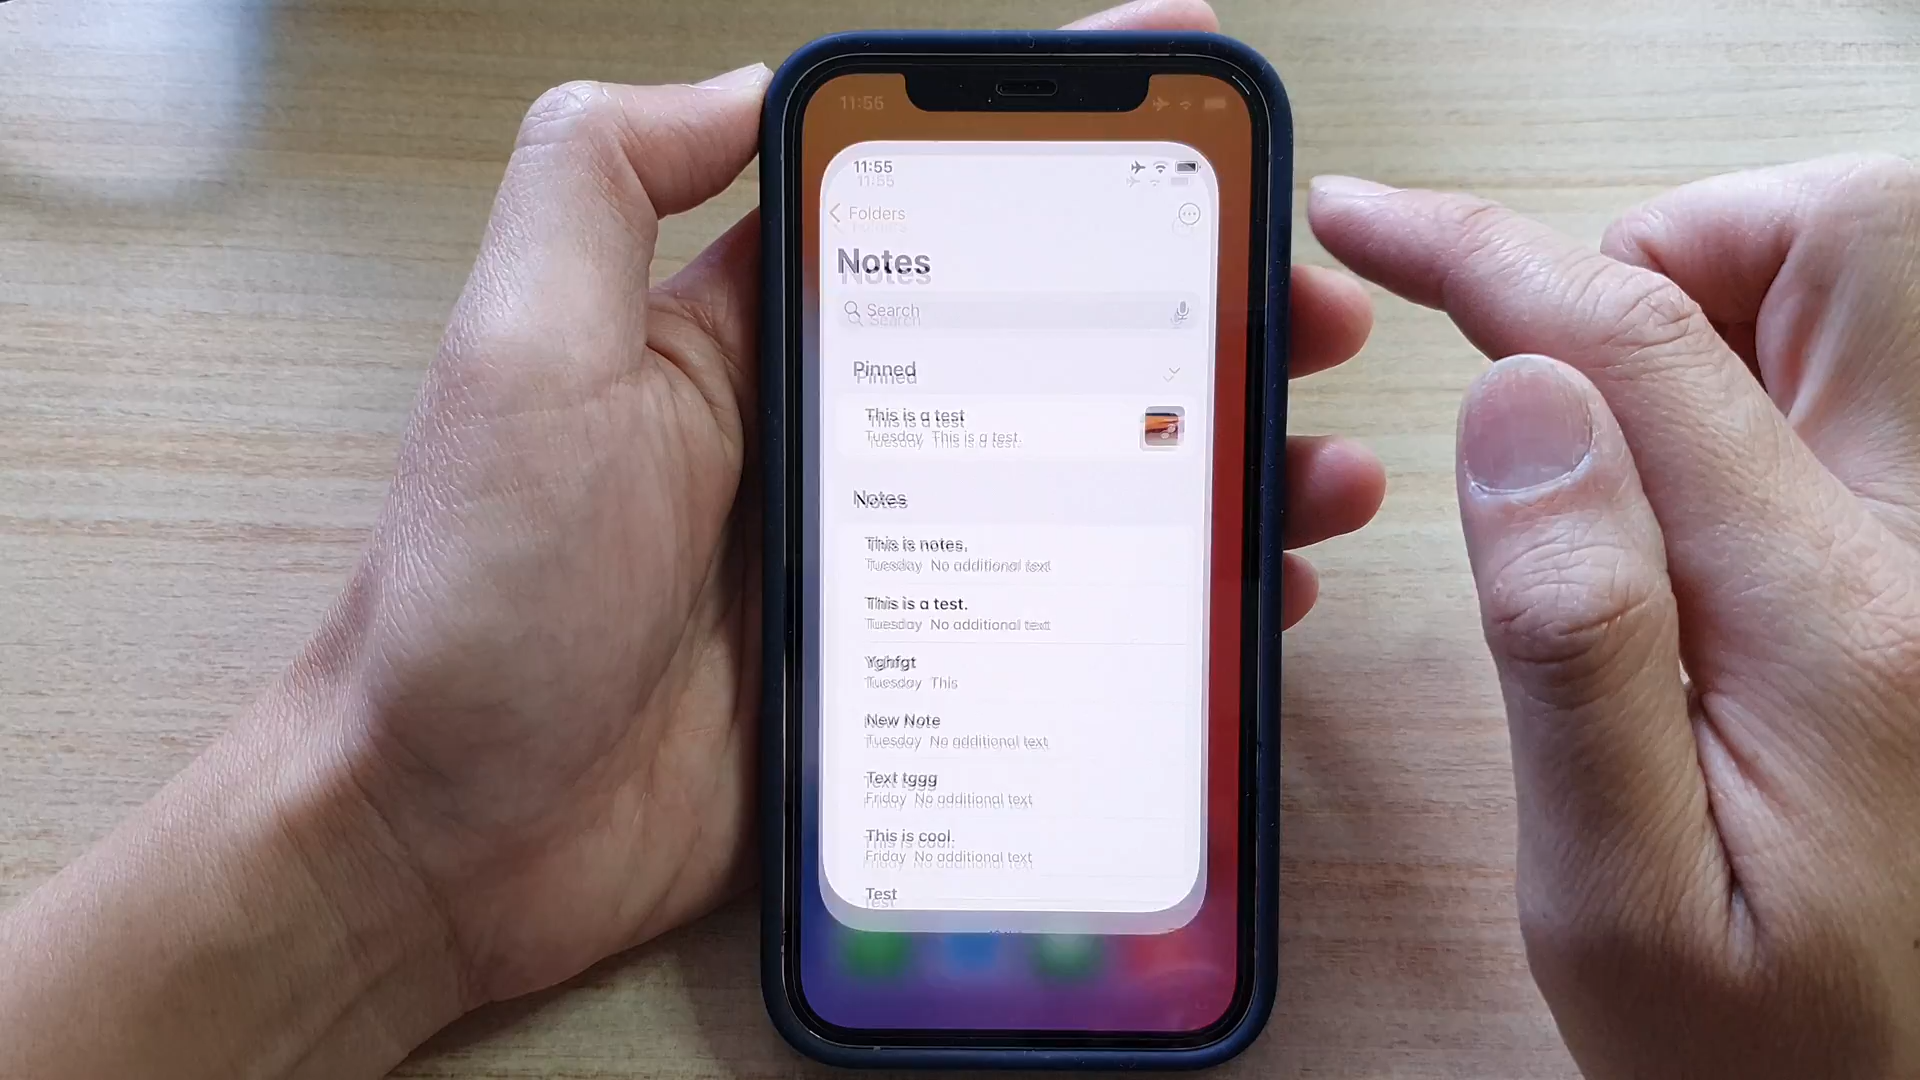 11:55
11:55
Folders
Notes
Search
Pinned
This is a test
Tuesday This is a test.
Notes
This is notes.
Tuesday No additional text
This is a test.
Tuesday No additional text
Yghfgt
Tuesday This
New Note
Tuesday No additional text
Text tggg
Friday No additional text
This is cool.
Friday No additional text
Test